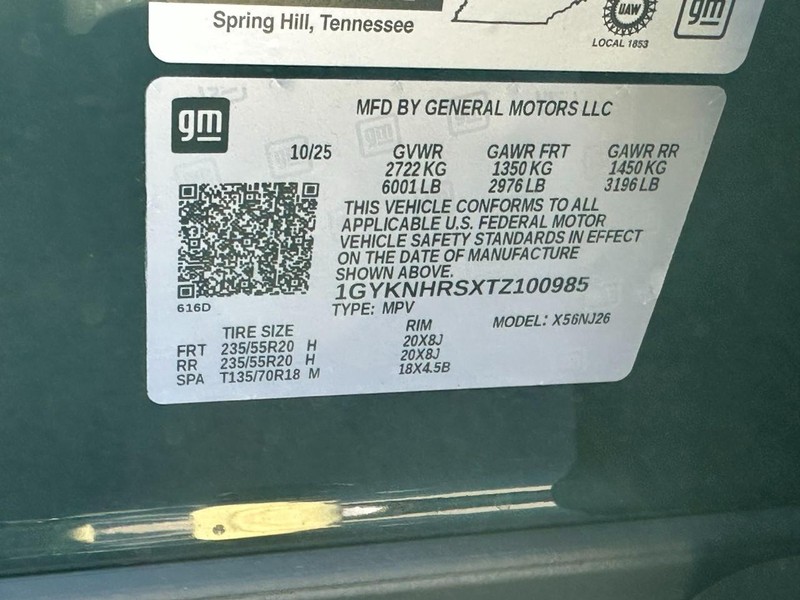 Spring Hill, Tennessee
UAW
LOCAL 1853
gm
gm
MFD BY GENERAL MOTORS LLC
10/25 GVWR GAWR FRT GAWR RR
2722 KG 1350 KG 1450 KG
6001 LB 2976 LB 3196 LB
THIS VEHICLE CONFORMS TO ALL
APPLICABLE U.S. FEDERAL MOTOR
VEHICLE SAFETY STANDARDS IN EFFECT
ON THE DATE OF MANUFACTURE
SHOWN ABOVE.
1GYKNHRSXTZ100985
616D
TYPE: MPV MODEL: X56NJ26
TIRE SIZE RIM
FRT 235/55R20 H 20X8J
RR 235/55R20 H 20X8J
SPA T135/70R18 M 18X4.5B